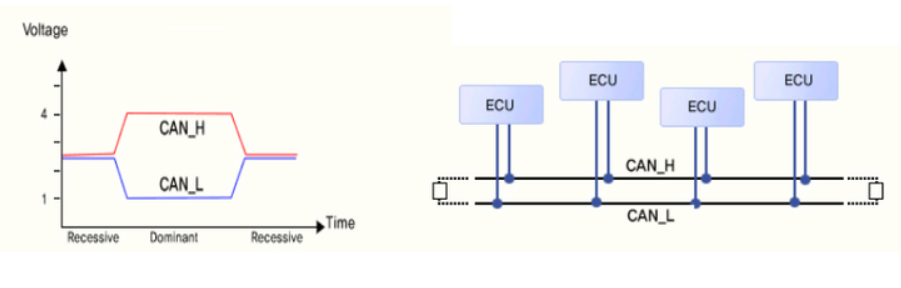 Voltage
4
CAN_H
CAN_L
1
Time
Recessive Dominant Recessive
ECU
ECU
ECU
ECU
CAN_H
CAN_L